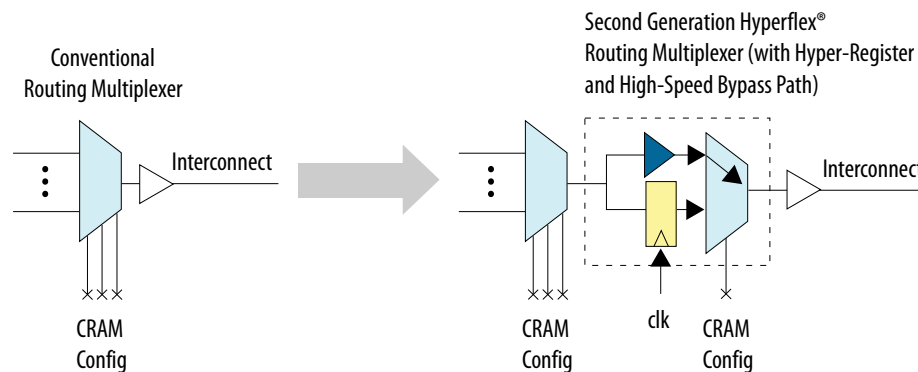 Conventional
Routing Multiplexer
Interconnect
CRAM
Config
Second Generation Hyperflex®
Routing Multiplexer (with Hyper-Register
and High-Speed Bypass Path)
Interconnect
CRAM
Config
clk
CRAM
Config